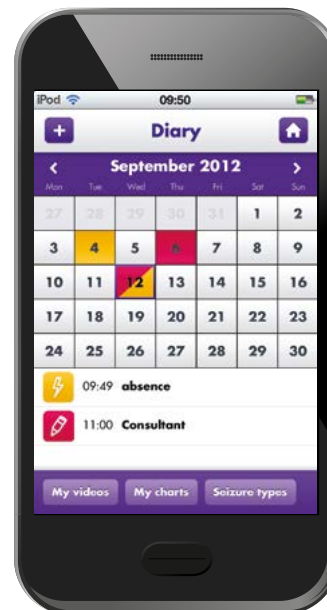 iPod 09:50
+ Diary
< September 2012 >
Mon Tue Wed Thu Fri Sat Sun
27 28 29 30 31 1 2
3 4 5 6 7 8 9
10 11 12 13 14 15 16
17 18 19 20 21 22 23
24 25 26 27 28 29 30
09:49 absence
11:00 Consultant
My videos My charts Seizure types